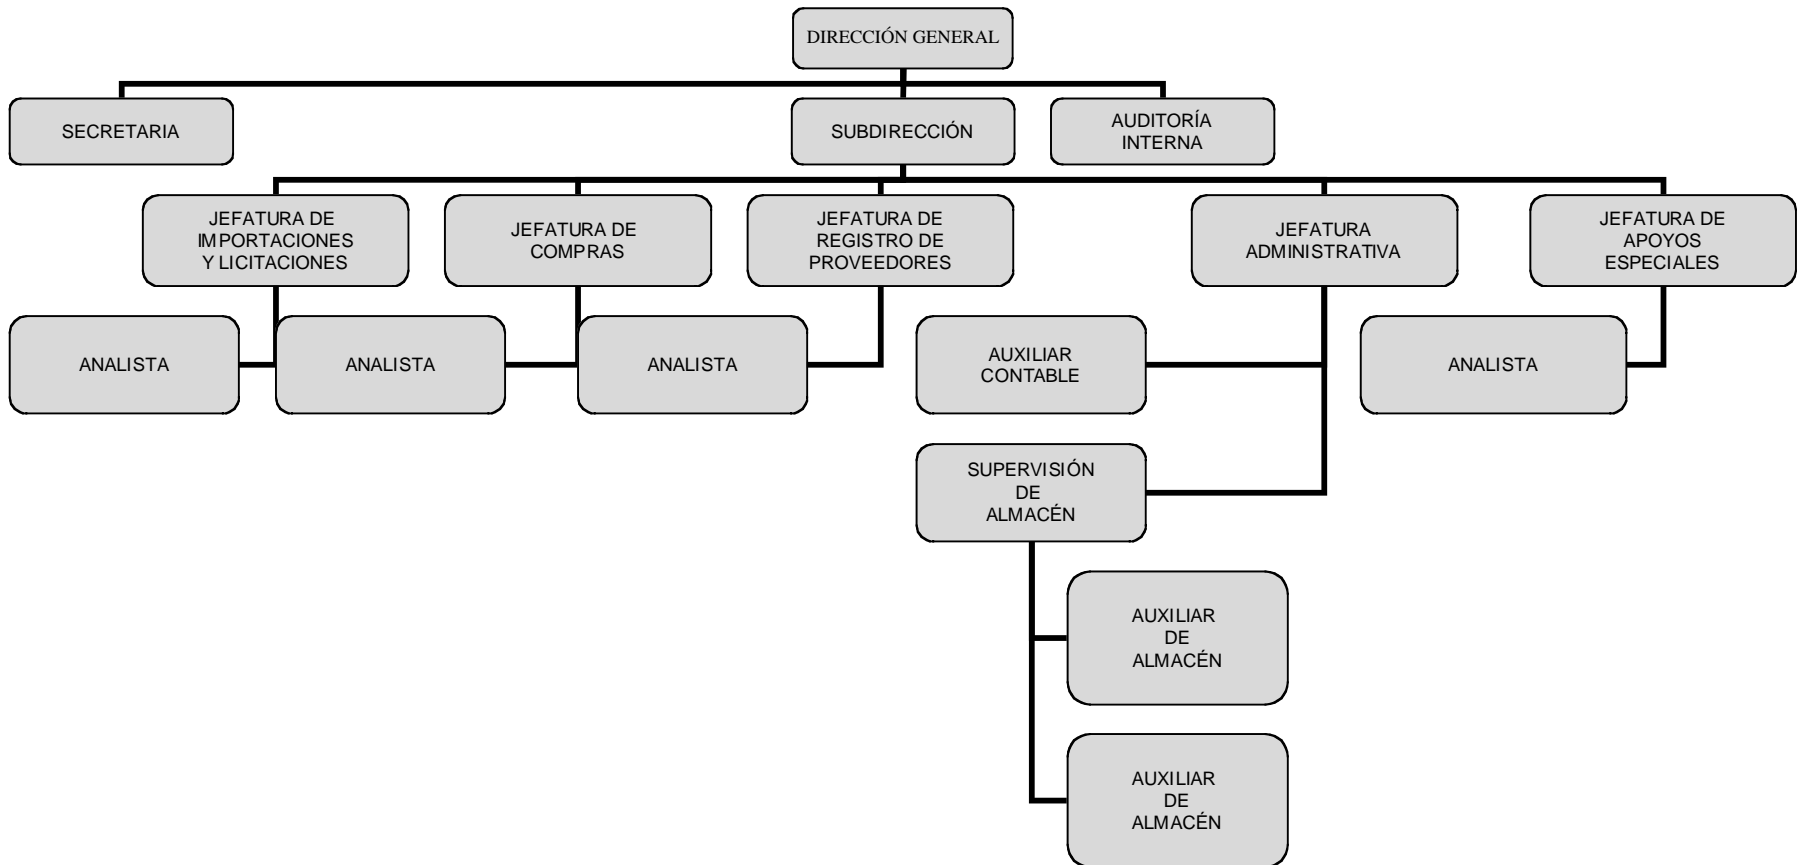 DIRECCIÓN GENERAL
SECRETARIA
SUBDIRECCIÓN
AUDITORÍA
INTERNA
JEFATURA DE
IMPORTACIONES
Y LICITACIONES
JEFATURA DE
COMPRAS
JEFATURA DE
REGISTRO DE
PROVEEDORES
JEFATURA
ADMINISTRATIVA
JEFATURA DE
APOYOS
ESPECIALES
ANALISTA
ANALISTA
ANALISTA
AUXILIAR
CONTABLE
ANALISTA
SUPERVISIÓN
DE
ALMACÉN
AUXILIAR
DE
ALMACÉN
AUXILIAR
DE
ALMACÉN